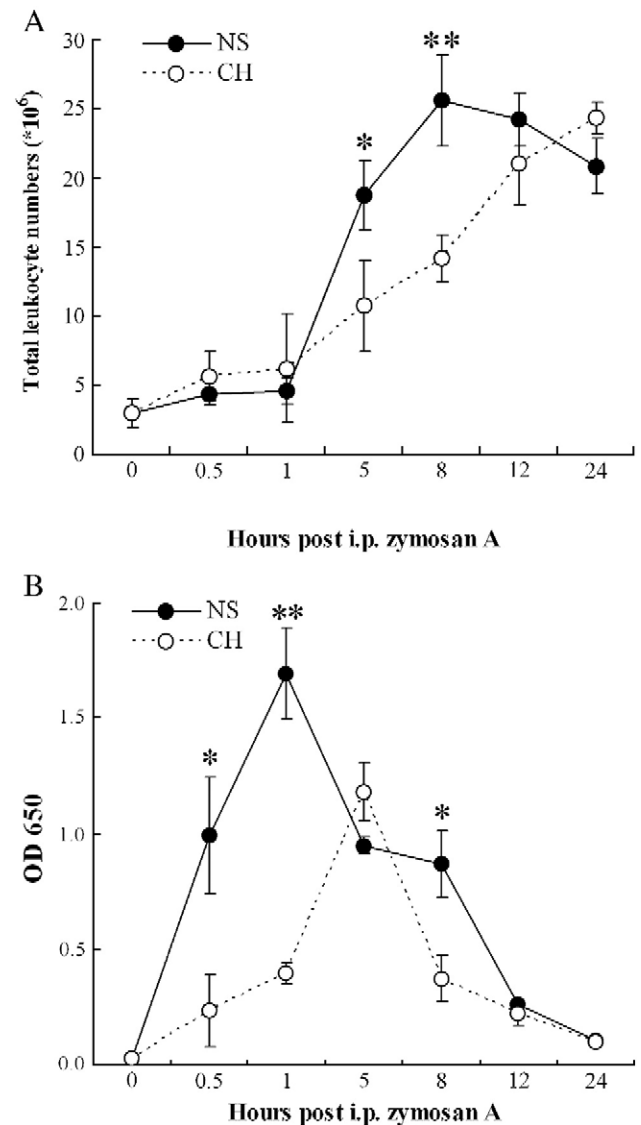 A
NS
CH
Total leukocyte numbers (*10⁶)
30
25
20
15
10
5
0
*
**
0 0.5 1 5 8 12 24
Hours post i.p. zymosan A
B
NS
CH
OD 650
2.0
1.5
1.0
0.5
0.0
*
**
*
0 0.5 1 5 8 12 24
Hours post i.p. zymosan A